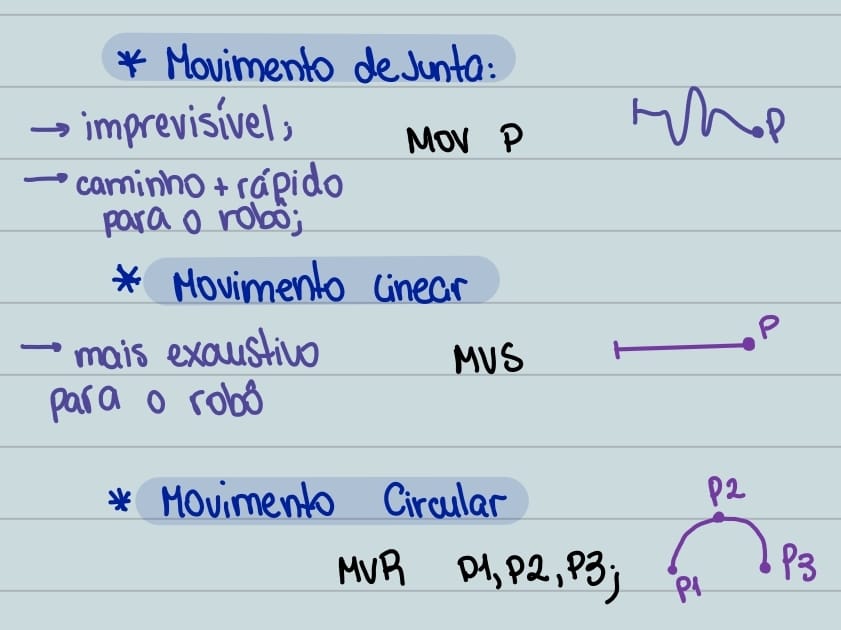 * Movimento de Junta:
→ imprevisível;
MOV P
P
→ caminho + rápido
para o robô;
* Movimento Linear
→ mais exaustivo
para o robô
MVS
P
* Movimento Circular
MVR P1, P2, P3;
P2
P1
P3